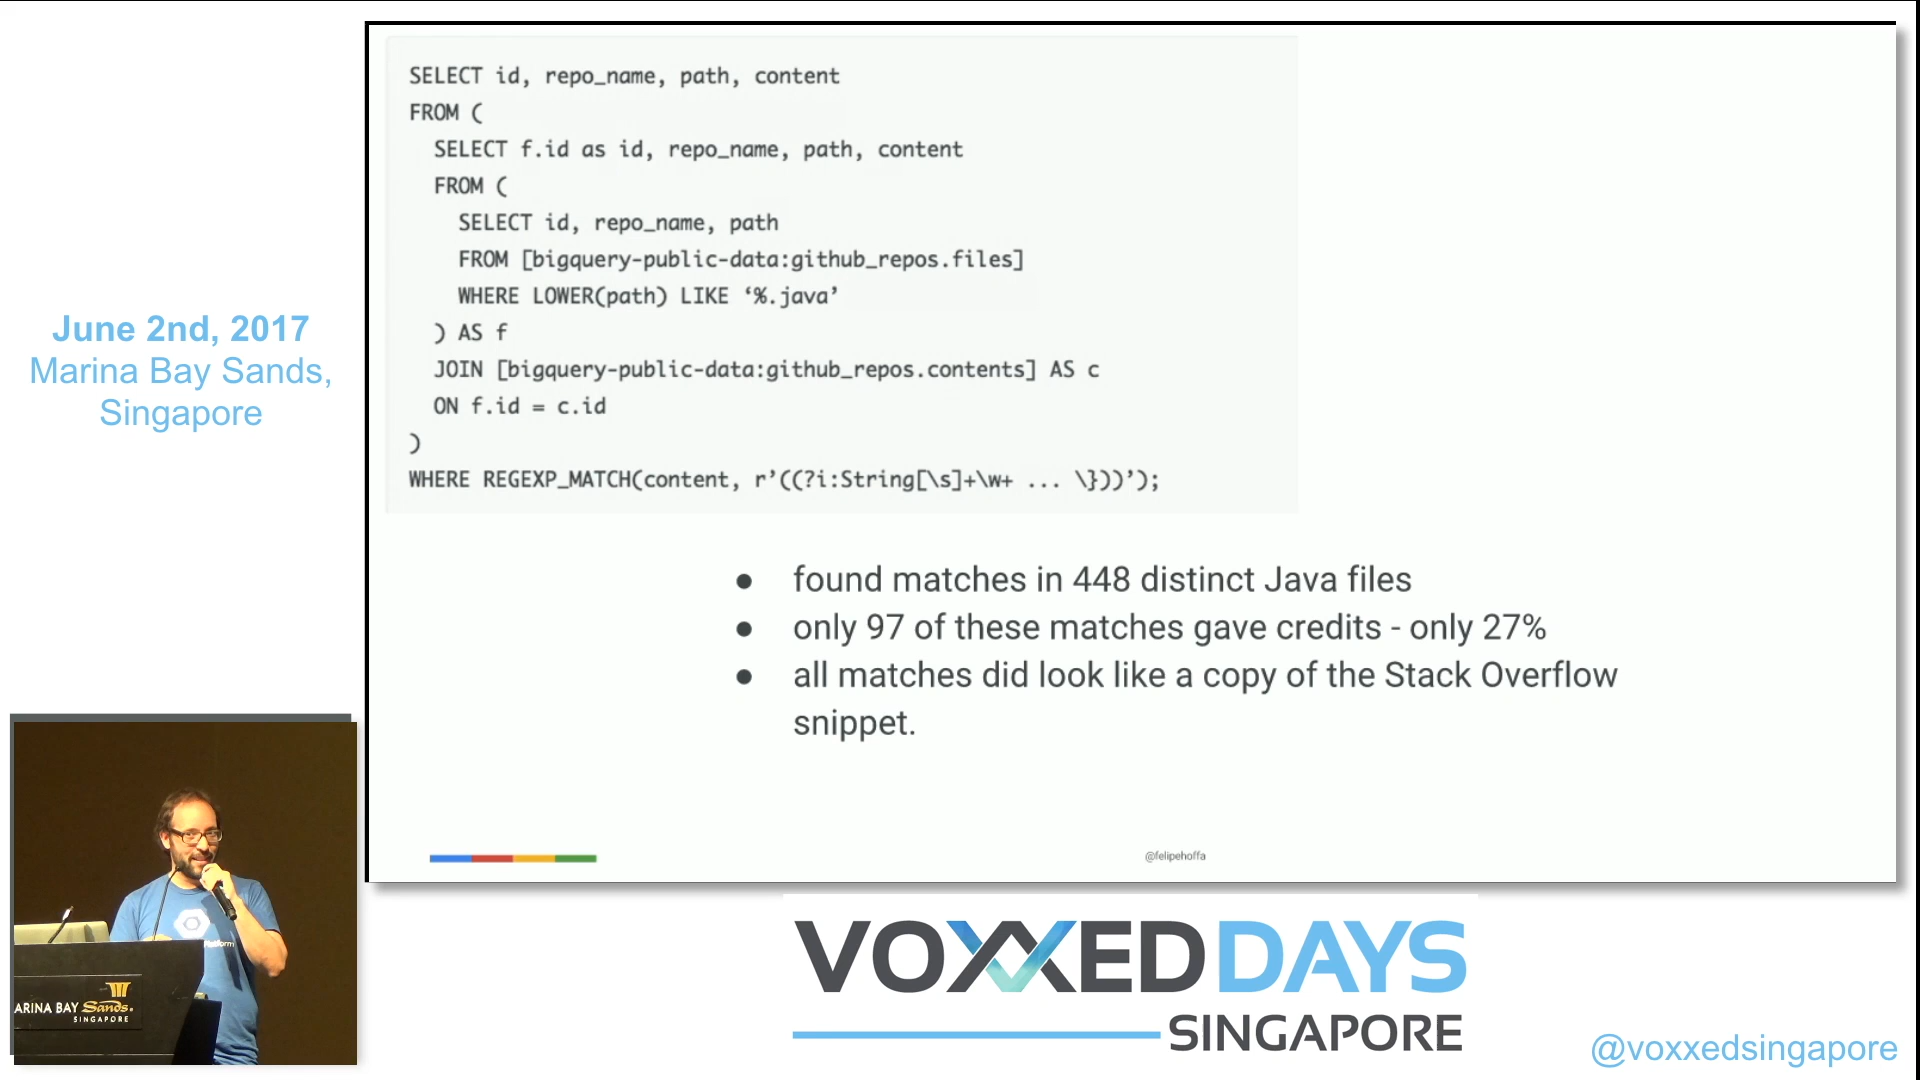 SELECT id, repo_name, path, content
FROM (
SELECT f.id as id, repo_name, path, content
FROM (
SELECT id, repo_name, path
FROM [bigquery-public-data:github_repos.files]
WHERE LOWER(path) LIKE ‘%.java’
) AS f
JOIN [bigquery-public-data:github_repos.contents] AS c
ON f.id = c.id
)
WHERE REGEXP_MATCH(content, r’((?i:String[\s]+\w+ ... \}))’);
● found matches in 448 distinct Java files
● only 97 of these matches gave credits - only 27%
● all matches did look like a copy of the Stack Overflow
snippet.
@felipehoffa
June 2nd, 2017
Marina Bay Sands,
Singapore
Platform
ARINA BAY Sands.
SINGAPORE
VOXXED DAYS
SINGAPORE
@voxxedsingapore